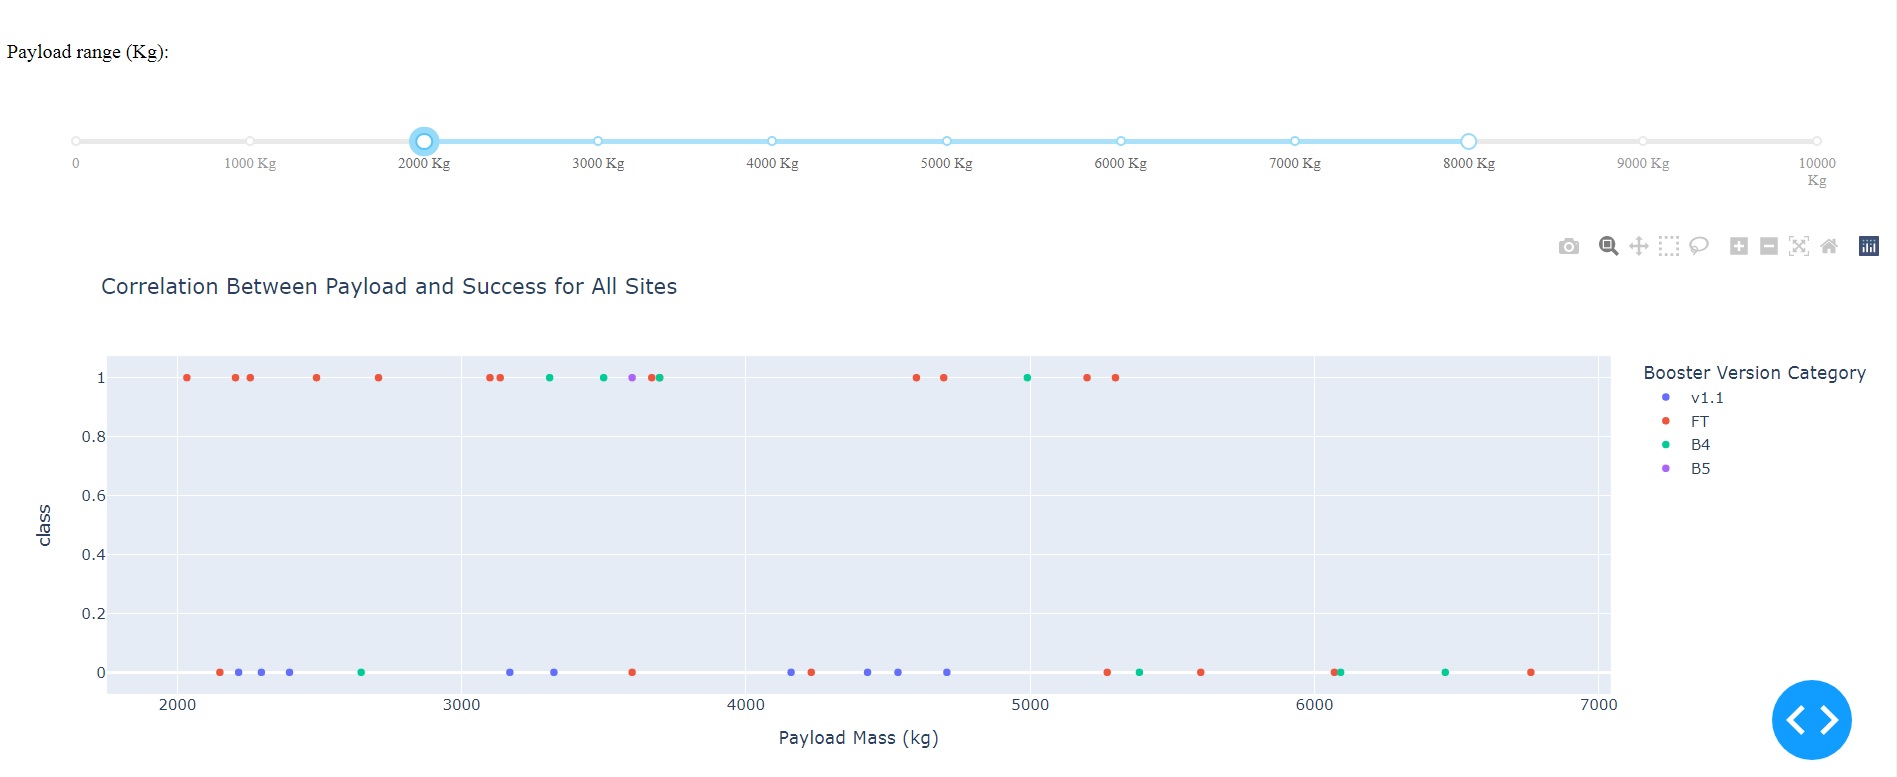 Payload range (Kg):
0 1000 Kg 2000 Kg 3000 Kg 4000 Kg 5000 Kg 6000 Kg 7000 Kg 8000 Kg 9000 Kg 10000
Kg
Correlation Between Payload and Success for All Sites
Booster Version Category
v1.1
FT
B4
B5
1
0.8
0.6
0.4
0.2
0
class
2000 3000 4000 5000 6000 7000
Payload Mass (kg)